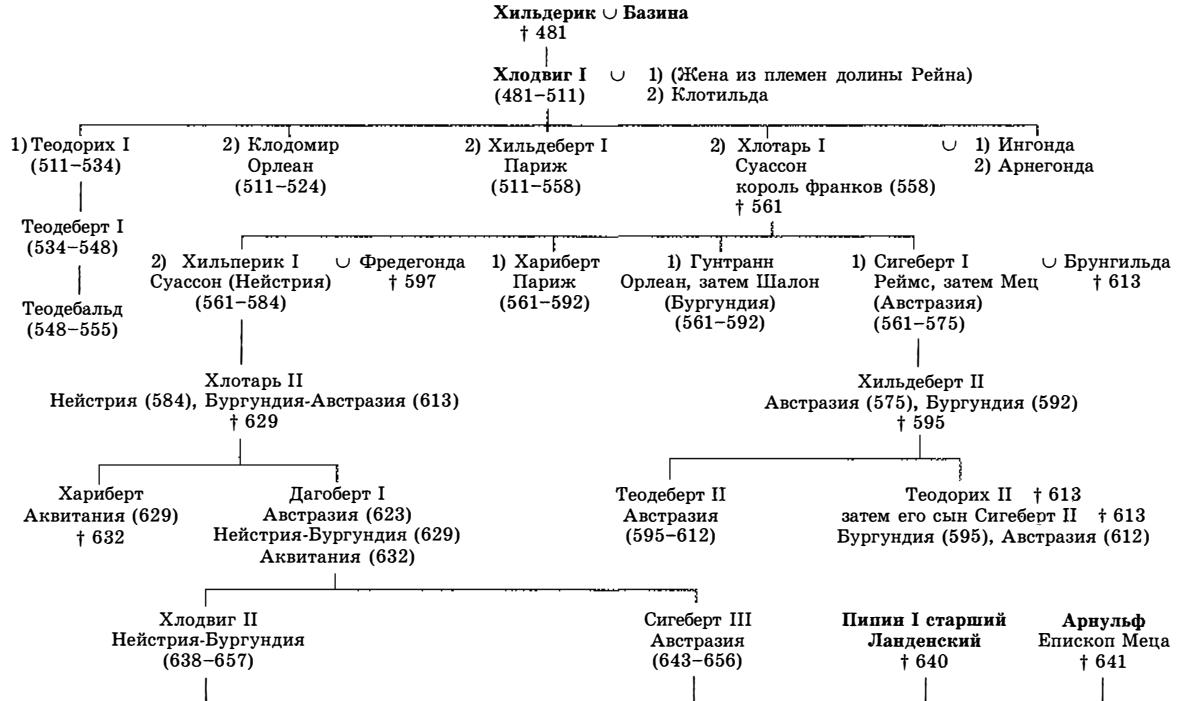 Хильдерик ∪ Базина
† 481
Хлодвиг I ∪ 1) (Жена из племен долины Рейна)
(481–511) 2) Клотильда
1) Теодорих I 2) Клодомир 2) Хильдеберт I 2) Хлотарь I ∪ 1) Ингонда
(511–534) Орлеан Париж Суассон 2) Арнегонда
(511–524) (511–558) король франков (558)
† 561
Теодеберт I
(534–548)
2) Хильперик I ∪ Фредегонда 1) Хариберт 1) Гунтранн 1) Сигеберт I ∪ Брунгильда
Суассон (Нейстрия) † 597 Париж Орлеан, затем Шалон Реймс, затем Мец † 613
(561–584) (561–592) (Бургундия) (Австразия)
(561–592) (561–575)
Теодебальд
(548–555)
Хлотарь II Хильдеберт II
Нейстрия (584), Бургундия-Австразия (613) Австразия (575), Бургундия (592)
† 629 † 595
Хариберт Дагоберт I Теодеберт II Теодорих II † 613
Аквитания (629) Австразия (623) Австразия затем его сын Сигеберт II † 613
† 632 Нейстрия-Бургундия (629) (595–612) Бургундия (595), Австразия (612)
Аквитания (632)
Хлодвиг II Сигеберт III Пипин I старший Арнульф
Нейстрия-Бургундия Австразия Ланденский Епископ Меца
(638–657) (643–656) † 640 † 641